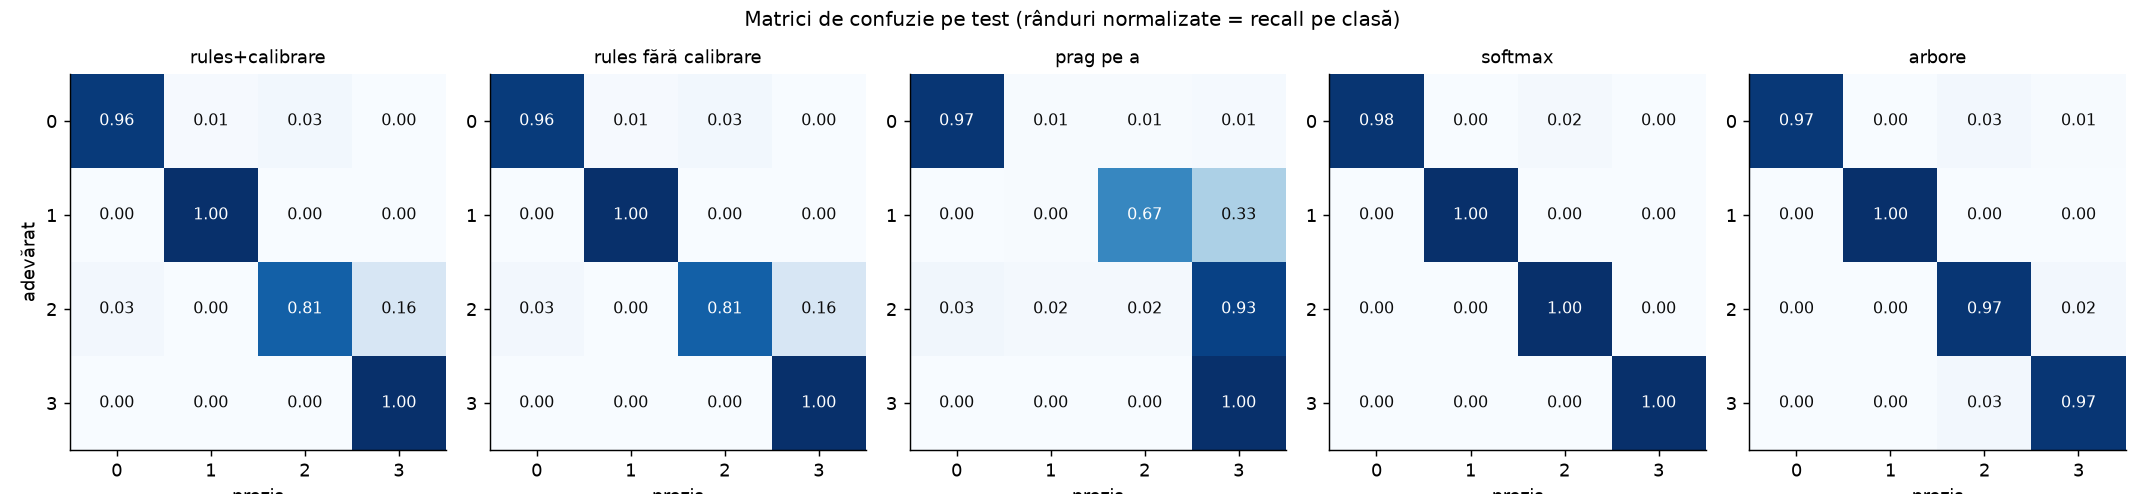 Matrici de confuzie pe test (rânduri normalizate = recall pe clasă)
rules+calibrare
rules fără calibrare
prag pe a
softmax
arbore
adevărat
0 0.96 0.01 0.03 0.00
1 0.00 1.00 0.00 0.00
2 0.03 0.00 0.81 0.16
3 0.00 0.00 0.00 1.00
0 1 2 3
0 0.96 0.01 0.03 0.00
1 0.00 1.00 0.00 0.00
2 0.03 0.00 0.81 0.16
3 0.00 0.00 0.00 1.00
0 1 2 3
0 0.97 0.01 0.01 0.01
1 0.00 0.00 0.67 0.33
2 0.03 0.02 0.02 0.93
3 0.00 0.00 0.00 1.00
0 1 2 3
0 0.98 0.00 0.02 0.00
1 0.00 1.00 0.00 0.00
2 0.00 0.00 1.00 0.00
3 0.00 0.00 0.00 1.00
0 1 2 3
0 0.97 0.00 0.03 0.01
1 0.00 1.00 0.00 0.00
2 0.00 0.00 0.97 0.02
3 0.00 0.00 0.03 0.97
0 1 2 3